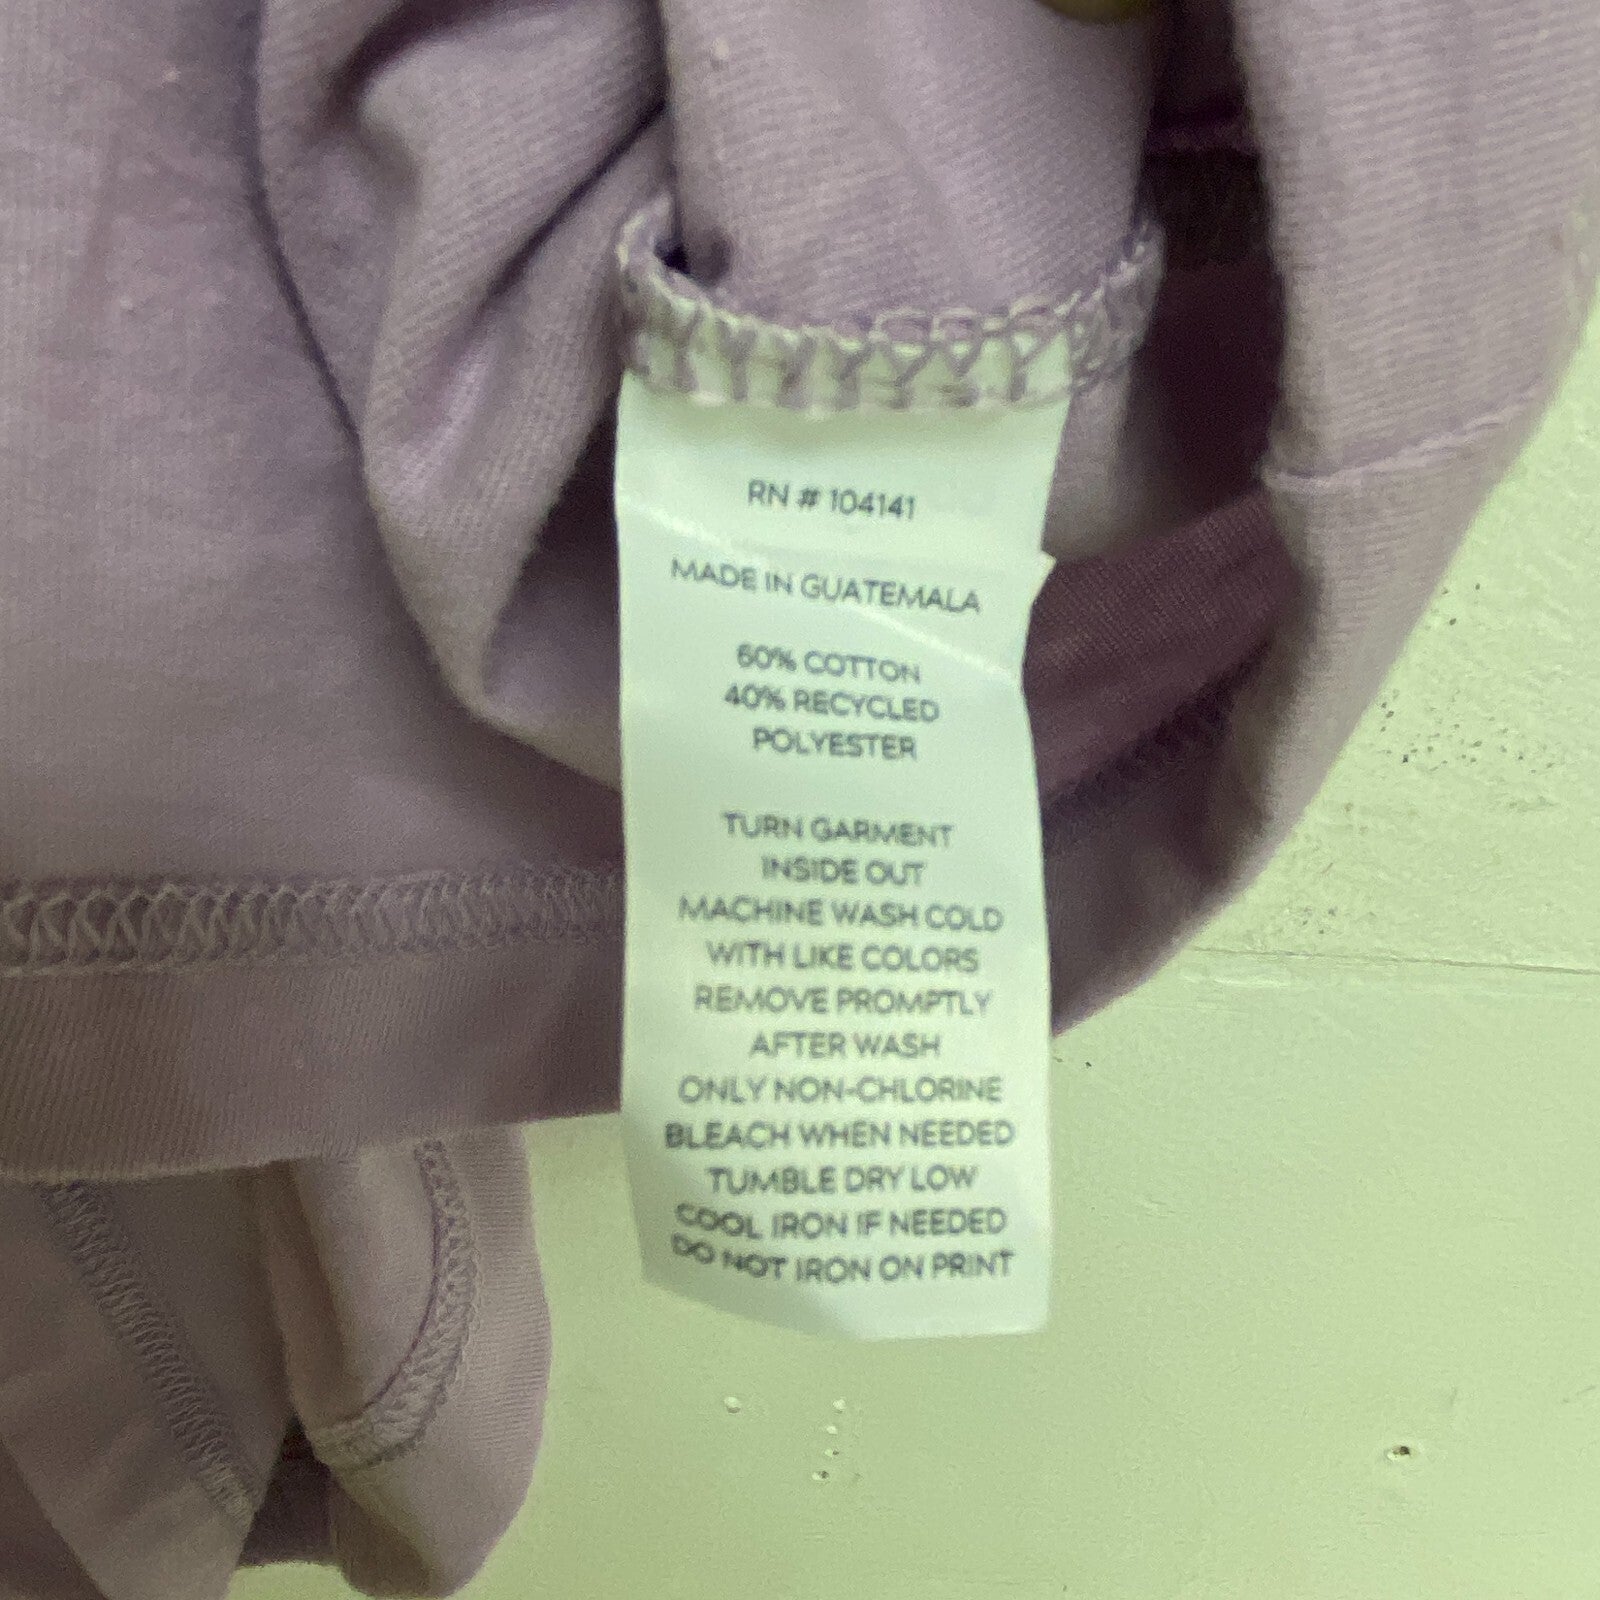 RN # 104141
MADE IN GUATEMALA
60% COTTON
40% RECYCLED
POLYESTER
TURN GARMENT
INSIDE OUT
MACHINE WASH COLD
WITH LIKE COLORS
REMOVE PROMPTLY
AFTER WASH
ONLY NON-CHLORINE
BLEACH WHEN NEEDED
TUMBLE DRY LOW
COOL IRON IF NEEDED
DO NOT IRON ON PRINT